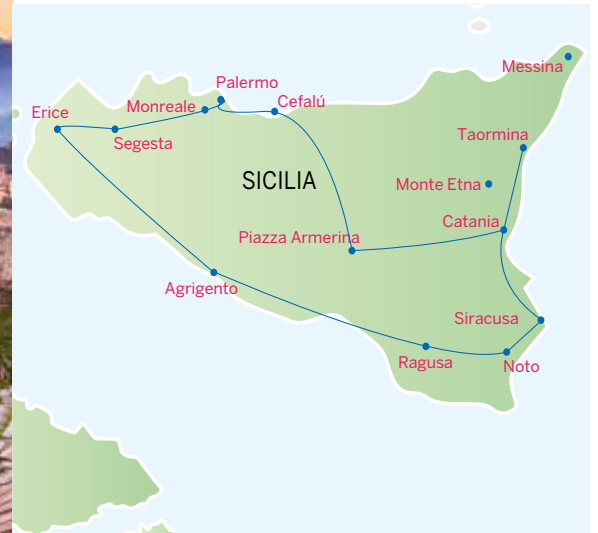 Messina
Palermo
Cefalú
Monreale
Erice
Segesta
Taormina
SICILIA
Monte Etna
Catania
Piazza Armerina
Agrigento
Siracusa
Ragusa
Noto